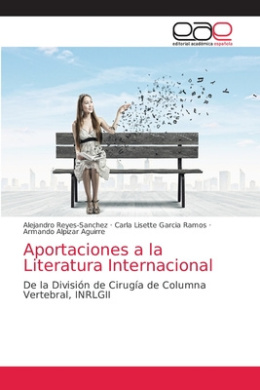 eae
editorial académica española
Alejandro Reyes-Sanchez · Carla Lisette Garcia Ramos ·
Armando Alpizar Aguirre
Aportaciones a la
Literatura Internacional
De la División de Cirugía de Columna
Vertebral, INRLGII